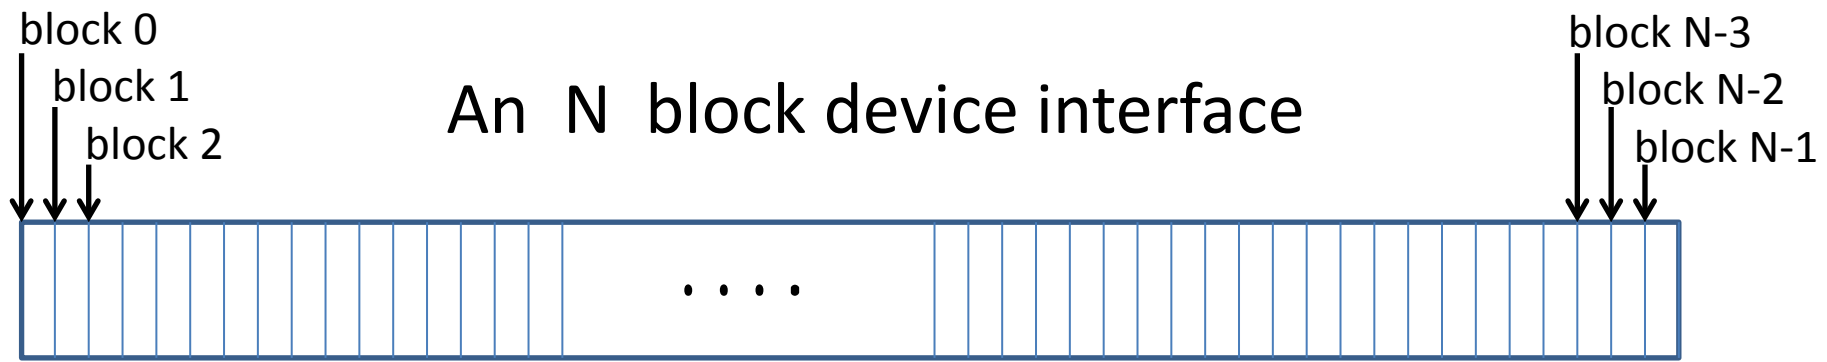 block 0
block 1
block 2
An N block device interface
block N-3
block N-2
block N-1
. . . .